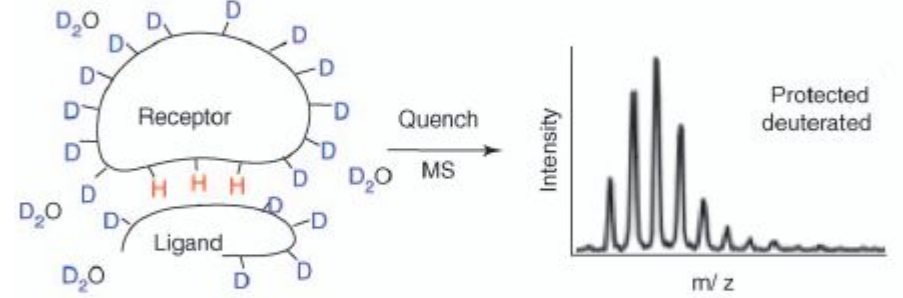 D₂O
D
D
D
D
D
D
D
D
D
D
D
D
D
Receptor
H H H
D₂O
D₂O
D₂O
D
D
D
D
D
Ligand
Quench
MS
Intensity
Protected
deuterated
m/ z